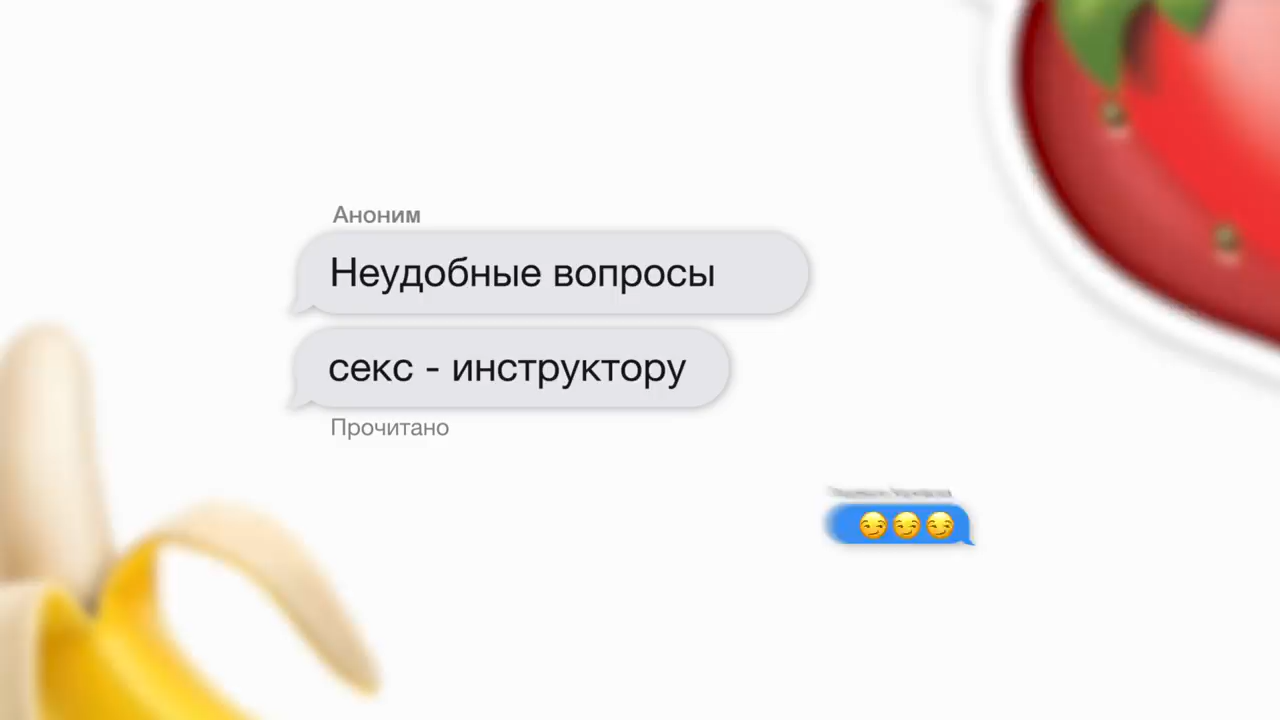 Аноним
Неудобные вопросы
секс - инструктору
Прочитано
😏😏😏